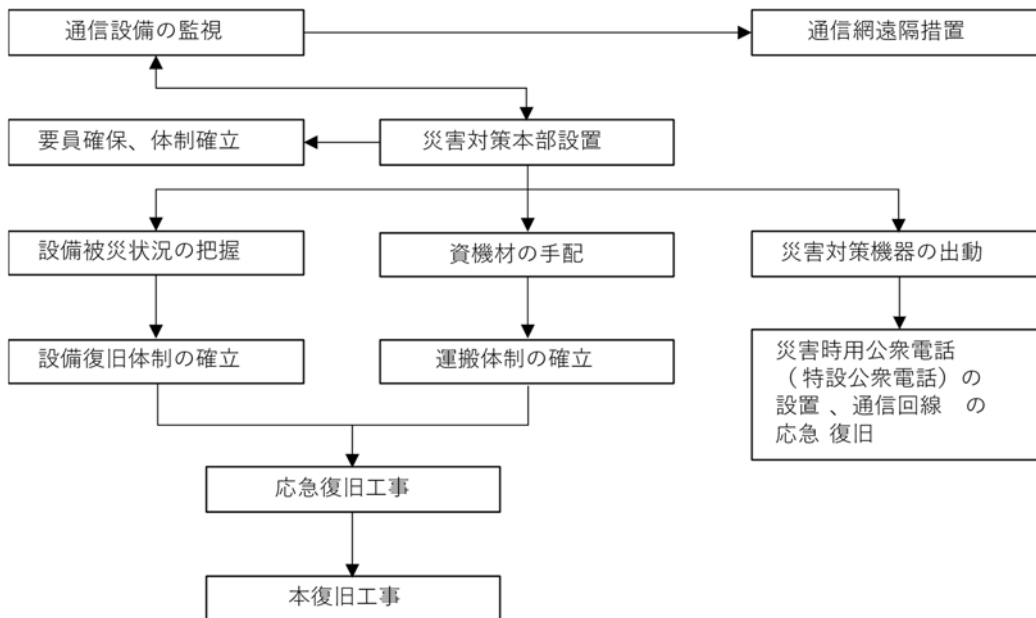 通信設備の監視
通信網遠隔措置
要員確保、体制確立
災害対策本部設置
設備被災状況の把握
資機材の手配
災害対策機器の出動
設備復旧体制の確立
運搬体制の確立
災害時用公衆電話
（特設公衆電話）の
設置 、通信回線 の
応急 復旧
応急復旧工事
本復旧工事